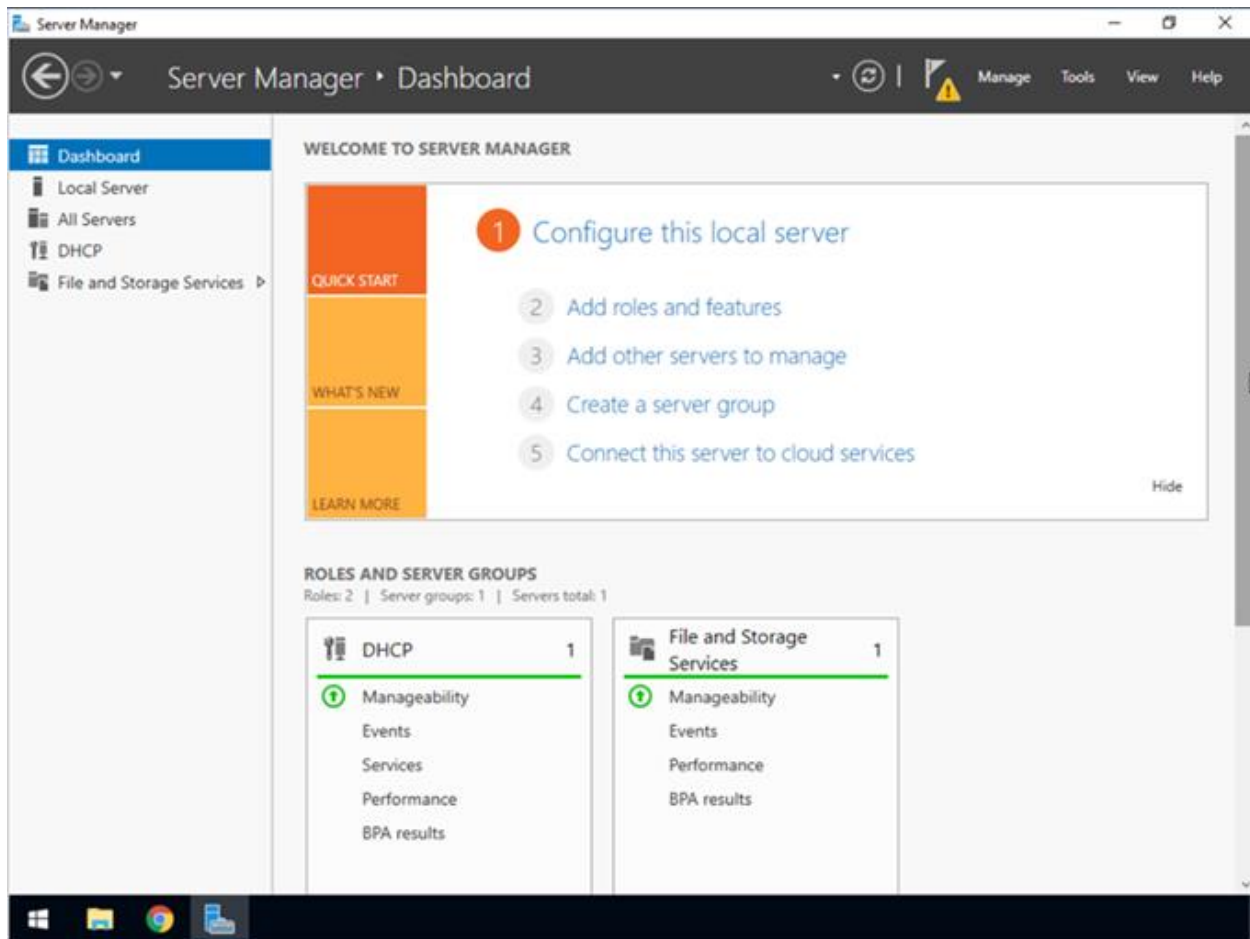 Server Manager
Server Manager • Dashboard
Manage Tools View Help
Dashboard
Local Server
All Servers
DHCP
File and Storage Services
WELCOME TO SERVER MANAGER
QUICK START
WHAT'S NEW
LEARN MORE
1 Configure this local server
2 Add roles and features
3 Add other servers to manage
4 Create a server group
5 Connect this server to cloud services
Hide
ROLES AND SERVER GROUPS
Roles: 2 | Server groups: 1 | Servers total: 1
DHCP 1
Manageability
Events
Services
Performance
BPA results
File and Storage
Services 1
Manageability
Events
Performance
BPA results